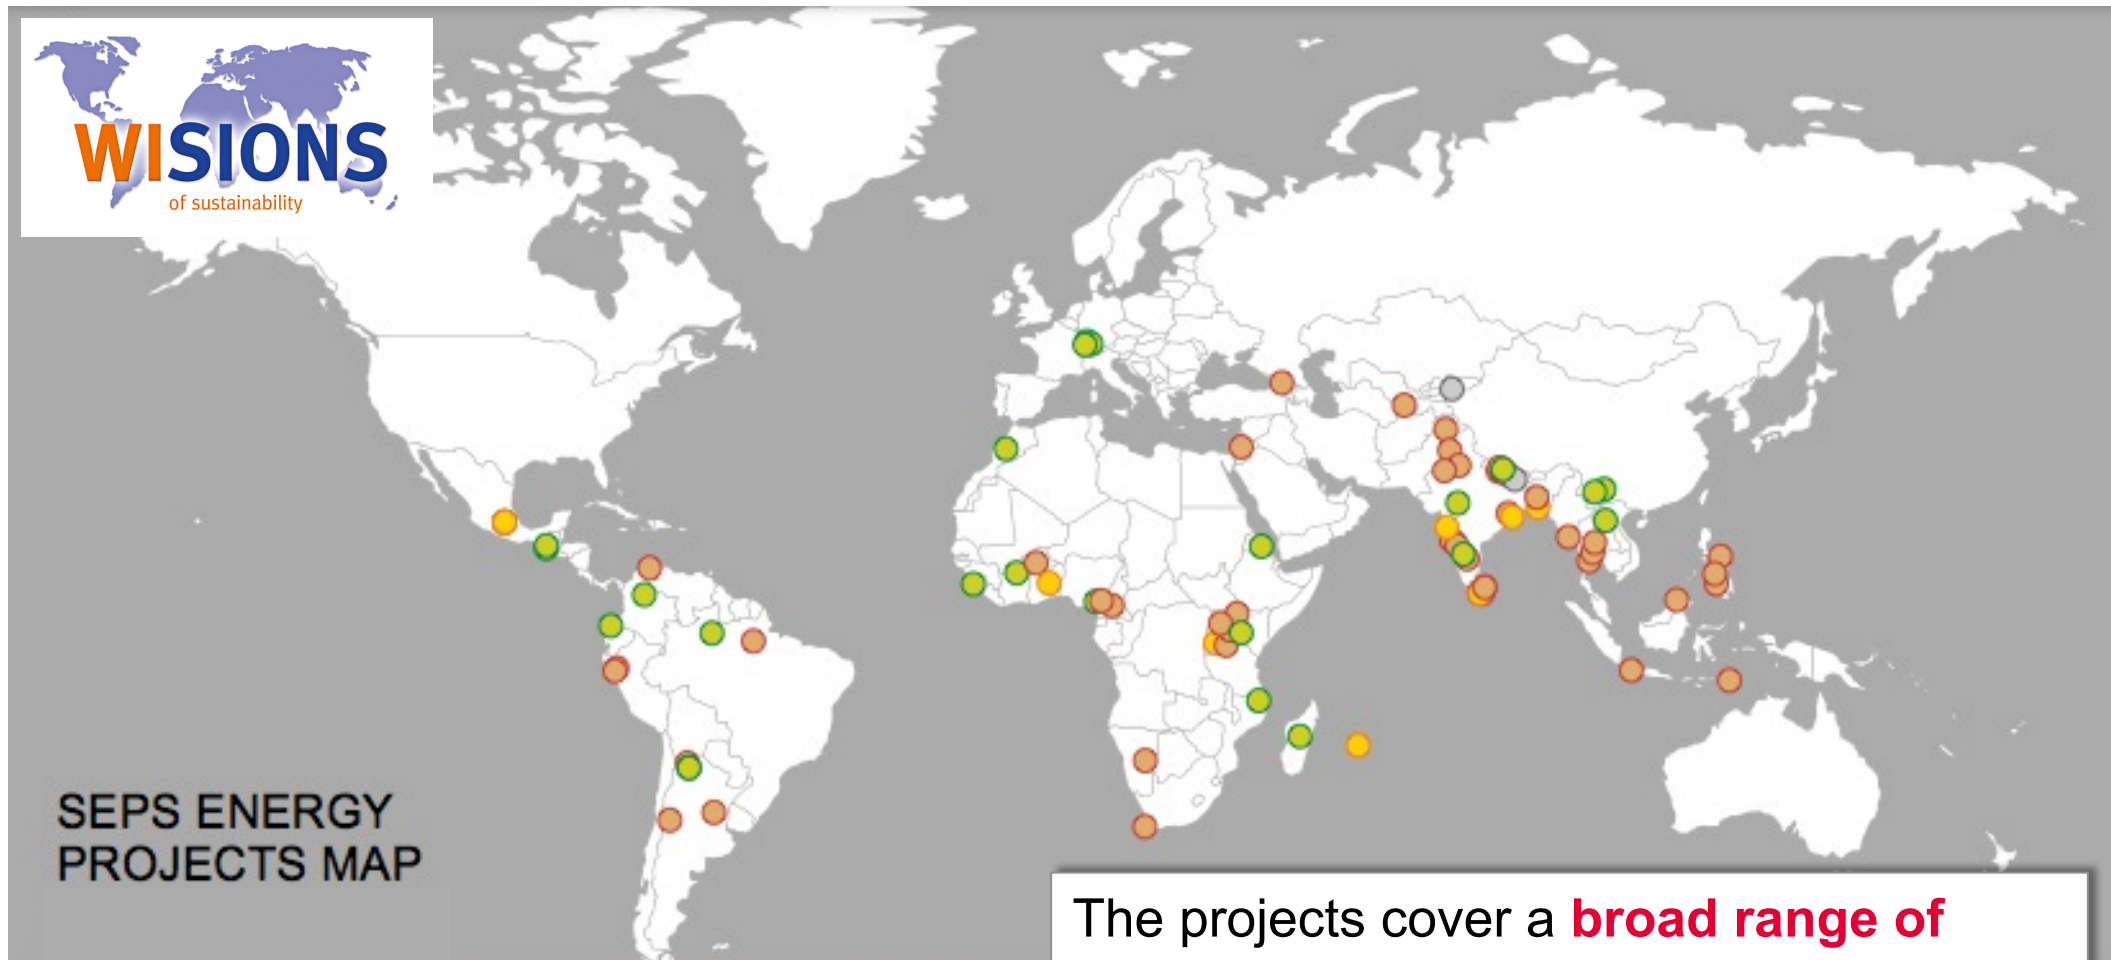 WISIONS
of sustainability
SEPS ENERGY
PROJECTS MAP
The projects cover a broad range of